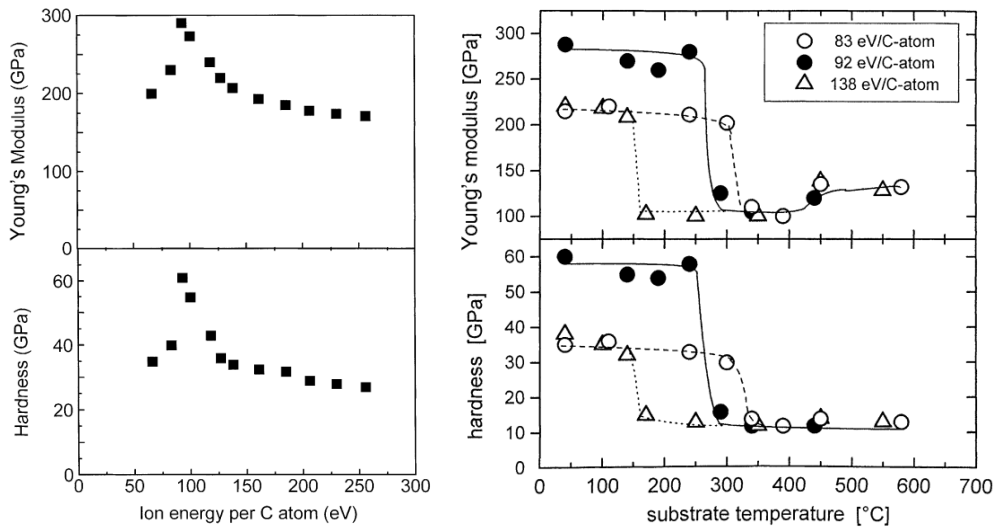 300
200
100
0
Young's Modulus (GPa)
60
40
20
0
Hardness (GPa)
0 50 100 150 200 250 300
Ion energy per C atom (eV)
300
250
200
150
100
Young's modulus [GPa]
83 eV/C-atom
92 eV/C-atom
138 eV/C-atom
60
50
40
30
20
10
0
hardness [GPa]
0 100 200 300 400 500 600 700
substrate temperature [°C]